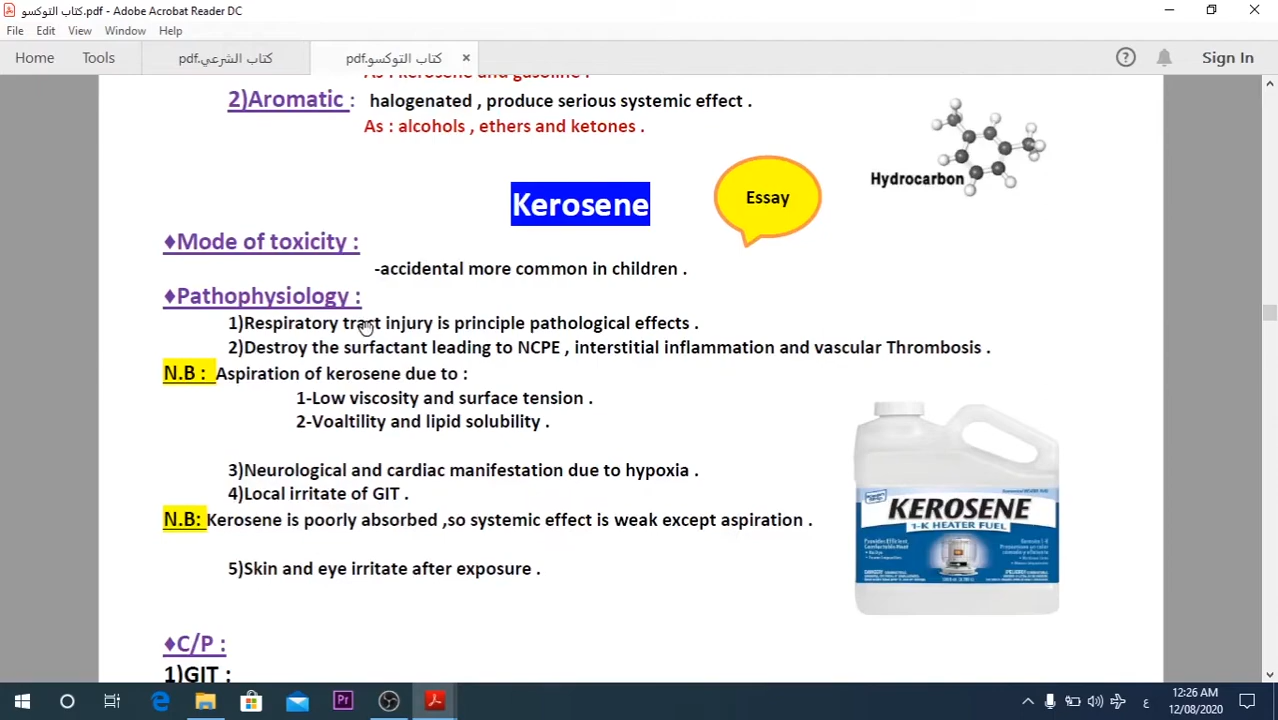 كتاب التوكسو.pdf - Adobe Acrobat Reader DC
File Edit View Window Help
Home Tools كتاب الشرعي.pdf كتاب التوكسو.pdf × Sign In
As : kerosene and gasoline .
2)Aromatic : halogenated , produce serious systemic effect .
As : alcohols , ethers and ketones .
Hydrocarbon
Kerosene
Essay
♦Mode of toxicity :
-accidental more common in children .
♦Pathophysiology :
1)Respiratory tract injury is principle pathological effects .
2)Destroy the surfactant leading to NCPE , interstitial inflammation and vascular Thrombosis .
N.B : Aspiration of kerosene due to :
1-Low viscosity and surface tension .
2-Voaltility and lipid solubility .
3)Neurological and cardiac manifestation due to hypoxia .
4)Local irritate of GIT .
N.B: Kerosene is poorly absorbed ,so systemic effect is weak except aspiration .
5)Skin and eye irritate after exposure .
KEROSENE
1-K HEATER FUEL
♦C/P :
1)GIT :
Pr
ع
12:26 AM
12/08/2020